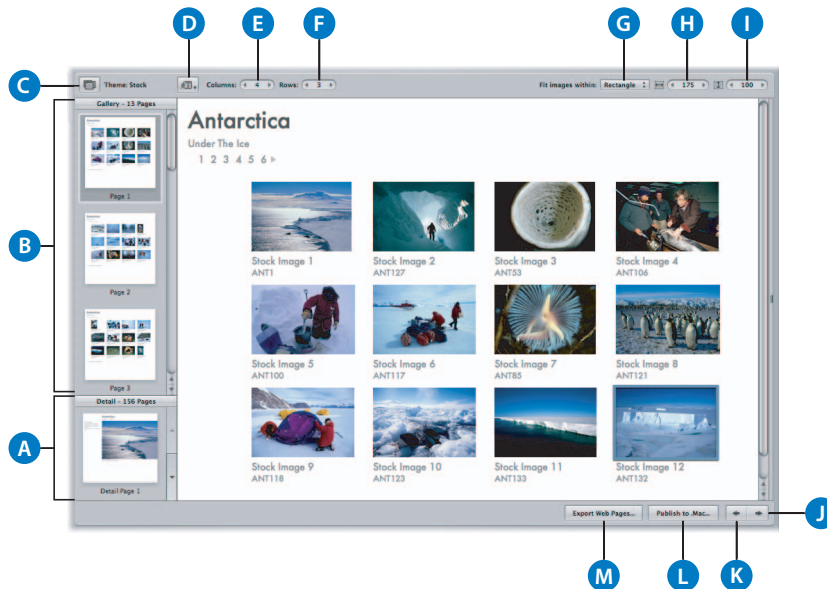 D E F G H I
C Theme: Stock Columns: 4 Rows: 3 Fit images within: Rectangle 175 100
Gallery – 13 Pages
Page 1
B
Page 2
Page 3
Detail – 156 Pages
A
Detail Page 1
Antarctica
Under The Ice
1 2 3 4 5 6
Stock Image 1 Stock Image 2 Stock Image 3 Stock Image 4
ANT1 ANT127 ANT53 ANT106
Stock Image 5 Stock Image 6 Stock Image 7 Stock Image 8
ANT100 ANT117 ANT85 ANT121
Stock Image 9 Stock Image 10 Stock Image 11 Stock Image 12
ANT118 ANT123 ANT133 ANT132
Export Web Pages... Publish to .Mac... J
M L K